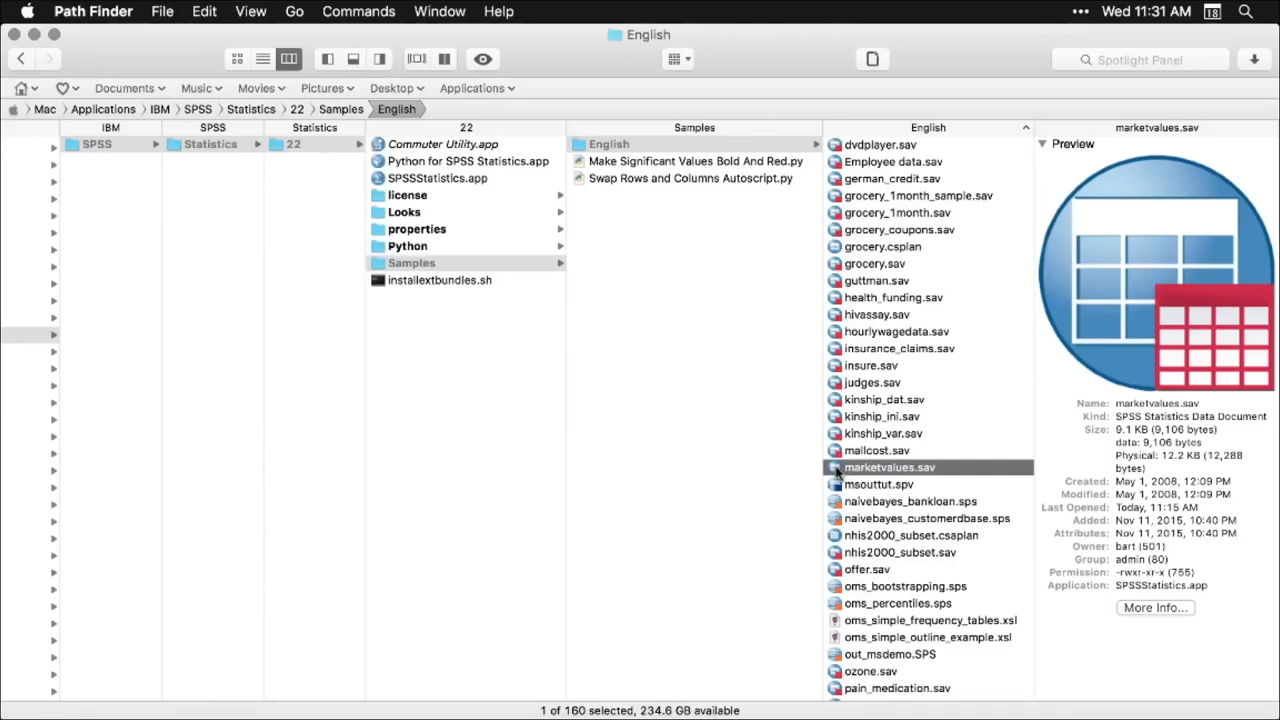 Path Finder File Edit View Go Commands Window Help ••• Wed 11:31 AM 18
English
Spotlight Panel
Documents Music Movies Pictures Desktop Applications
Mac Applications IBM SPSS Statistics 22 Samples English
IBM SPSS Statistics 22 Samples English marketvalues.sav
SPSS
Statistics
22
Commuter Utility.app
Python for SPSS Statistics.app
SPSSStatistics.app
license
Looks
properties
Python
Samples
installextbundles.sh
English
Make Significant Values Bold And Red.py
Swap Rows and Columns Autoscript.py
dvdplayer.sav
Employee data.sav
german_credit.sav
grocery_1month_sample.sav
grocery_1month.sav
grocery_coupons.sav
grocery.csplan
grocery.sav
guttman.sav
health_funding.sav
hivassay.sav
hourlywagedata.sav
insurance_claims.sav
insure.sav
judges.sav
kinship_dat.sav
kinship_ini.sav
kinship_var.sav
mallcost.sav
marketvalues.sav
msouttut.spv
naivebayes_bankloan.sps
naivebayes_customerdbase.sps
nhis2000_subset.csaplan
nhis2000_subset.sav
offer.sav
oms_bootstrapping.sps
oms_percentiles.sps
oms_simple_frequency_tables.xsl
oms_simple_outline_example.xsl
out_msdemo.SPS
ozone.sav
pain_medication.sav
Preview
Name: marketvalues.sav
Kind: SPSS Statistics Data Document
Size: 9.1 KB (9,106 bytes)
data: 9,106 bytes
Physical: 12.2 KB (12,288
bytes)
Created: May 1, 2008, 12:09 PM
Modified: May 1, 2008, 12:09 PM
Last Opened: Today, 11:15 AM
Added: Nov 11, 2015, 10:40 PM
Attributes: Nov 11, 2015, 10:40 PM
Owner: bart (501)
Group: admin (80)
Permission: -rwxr-xr-x (755)
Application: SPSSStatistics.app
More Info...
1 of 160 selected, 234.6 GB available